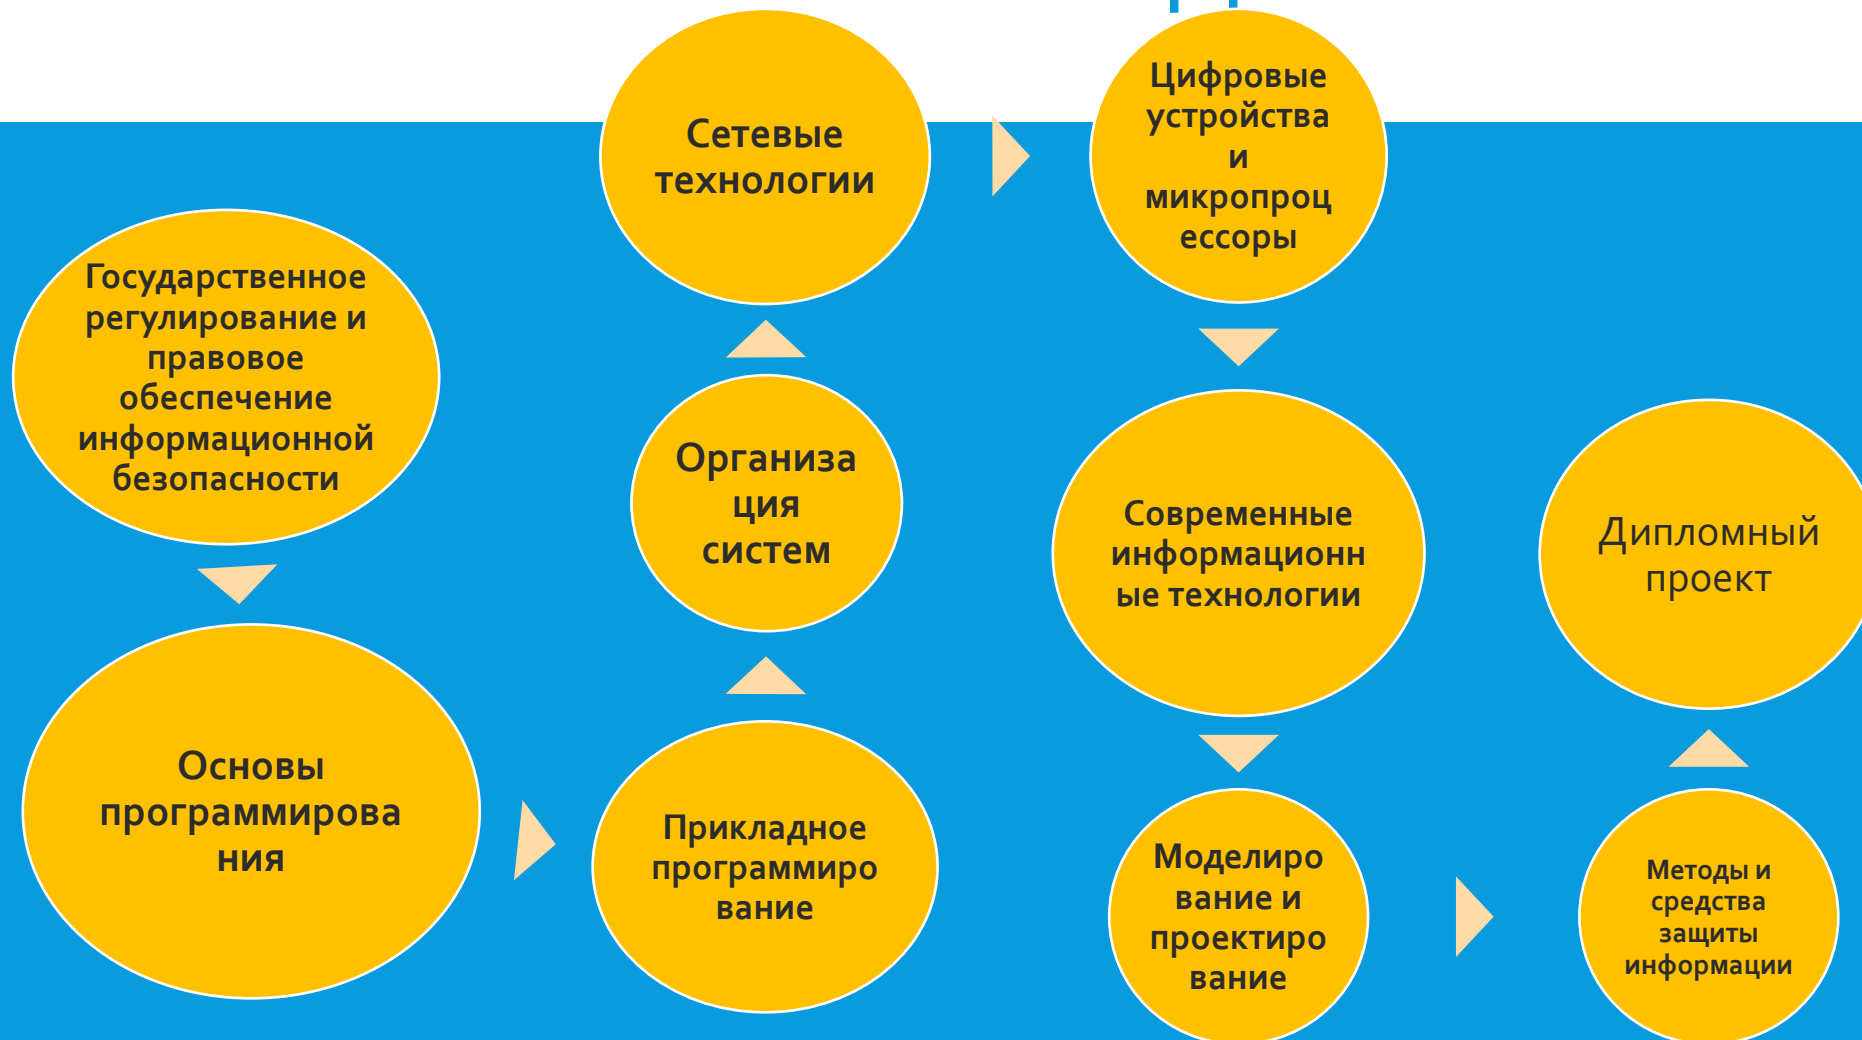 Государственное
регулирование и
правовое
обеспечение
информационной
безопасности
Основы
программирова
ния
Прикладное
программиро
вание
Организа
ция
систем
Сетевые
технологии
Цифровые
устройства
и
микропроц
ессоры
Современные
информационн
ые технологии
Моделиро
вание и
проектиро
вание
Методы и
средства
защиты
информации
Дипломный
проект